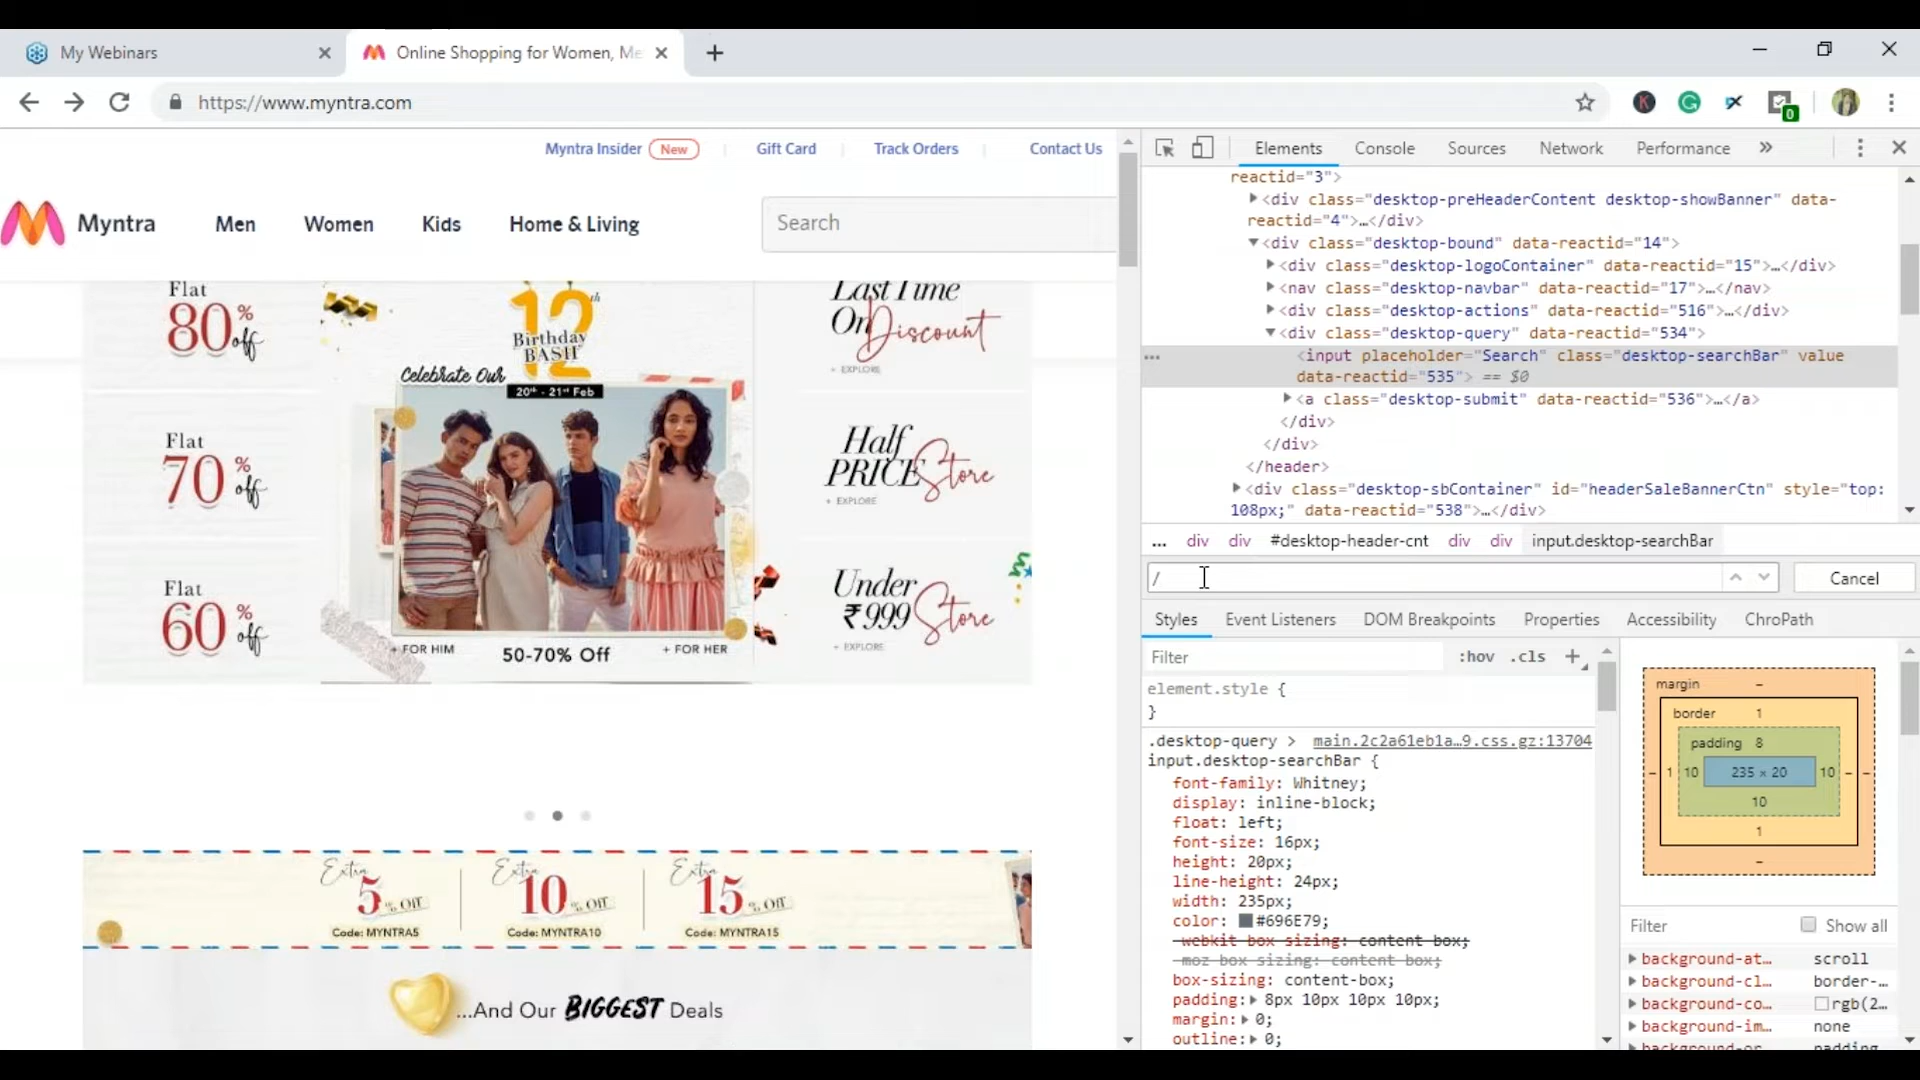 My Webinars
Online Shopping for Women, Me
https://www.myntra.com
0
Myntra Insider New Gift Card Track Orders Contact Us
Myntra Men Women Kids Home & Living Search
Flat
80% off
12th
Birthday
BASH
Celebrate Our
20th - 21st Feb
Last Time
On Discount
+ EXPLORE
Flat
70% off
Half
PRICE Store
+ EXPLORE
Flat
60% off
Under
₹999 Store
+ EXPLORE
+ FOR HIM 50-70% Off + FOR HER
Extra
5% Off
Code: MYNTRA5
Extra
10% Off
Code: MYNTRA10
Extra
15% Off
Code: MYNTRA15
...And Our BIGGEST Deals
Elements Console Sources Network Performance »
reactid="3">
<div class="desktop-preHeaderContent desktop-showBanner" data-
reactid="4">…</div>
<div class="desktop-bound" data-reactid="14">
<div class="desktop-logoContainer" data-reactid="15">…</div>
<nav class="desktop-navbar" data-reactid="17">…</nav>
<div class="desktop-actions" data-reactid="516">…</div>
<div class="desktop-query" data-reactid="534">
<input placeholder="Search" class="desktop-searchBar" value
data-reactid="535"> == $0
<a class="desktop-submit" data-reactid="536">…</a>
</div>
</div>
</header>
<div class="desktop-sbContainer" id="headerSaleBannerCtn" style="top:
108px;" data-reactid="538">…</div>
... div div #desktop-header-cnt div div input.desktop-searchBar
/ Cancel
Styles Event Listeners DOM Breakpoints Properties Accessibility ChroPath
Filter :hov .cls +
element.style {
}
.desktop-query > main.2c2a61eb1a…9.css.gz:13704
input.desktop-searchBar {
font-family: Whitney;
display: inline-block;
float: left;
font-size: 16px;
height: 20px;
line-height: 24px;
width: 235px;
color: #696E79;
-webkit-box-sizing: content-box;
-moz-box-sizing: content-box;
box-sizing: content-box;
padding: 8px 10px 10px 10px;
margin: 0;
outline: 0;
margin –
border 1
padding 8
– 1 10 235 × 20 10 – –
10
1
–
Filter Show all
background-at… scroll
background-cl… border-…
background-co… rgb(2…
background-im… none
background-or… padding